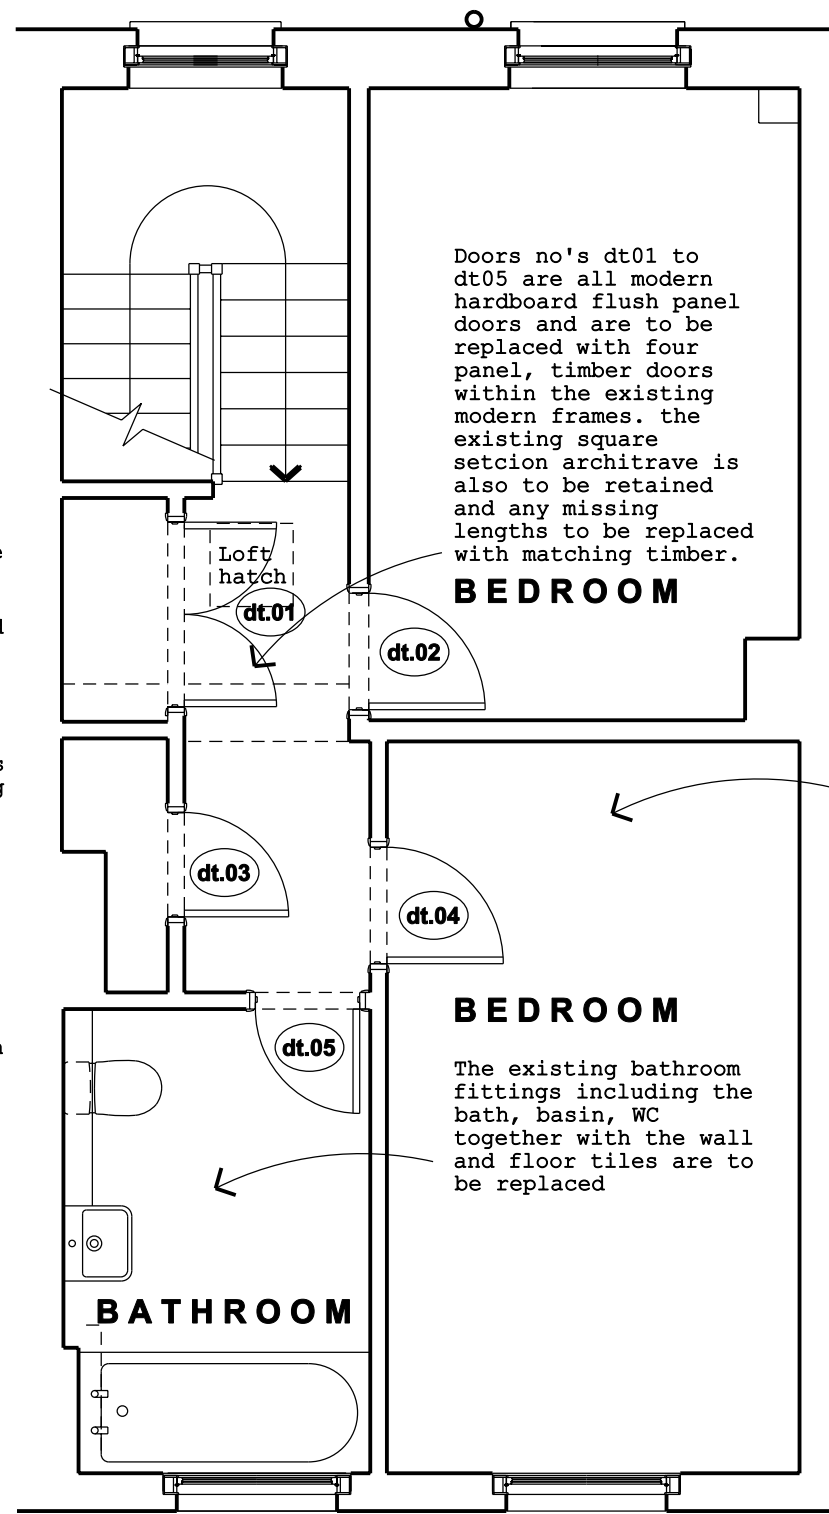 Doors no's dt01 to
dt05 are all modern
hardboard flush panel
doors and are to be
replaced with four
panel, timber doors
within the existing
modern frames. the
existing square
setcion architrave is
also to be retained
and any missing
lengths to be replaced
with matching timber.
BEDROOM
Loft
hatch
dt.01
dt.02
dt.03
dt.04
BEDROOM
dt.05
The existing bathroom
fittings including the
bath, basin, WC
together with the wall
and floor tiles are to
be replaced
BATHROOM